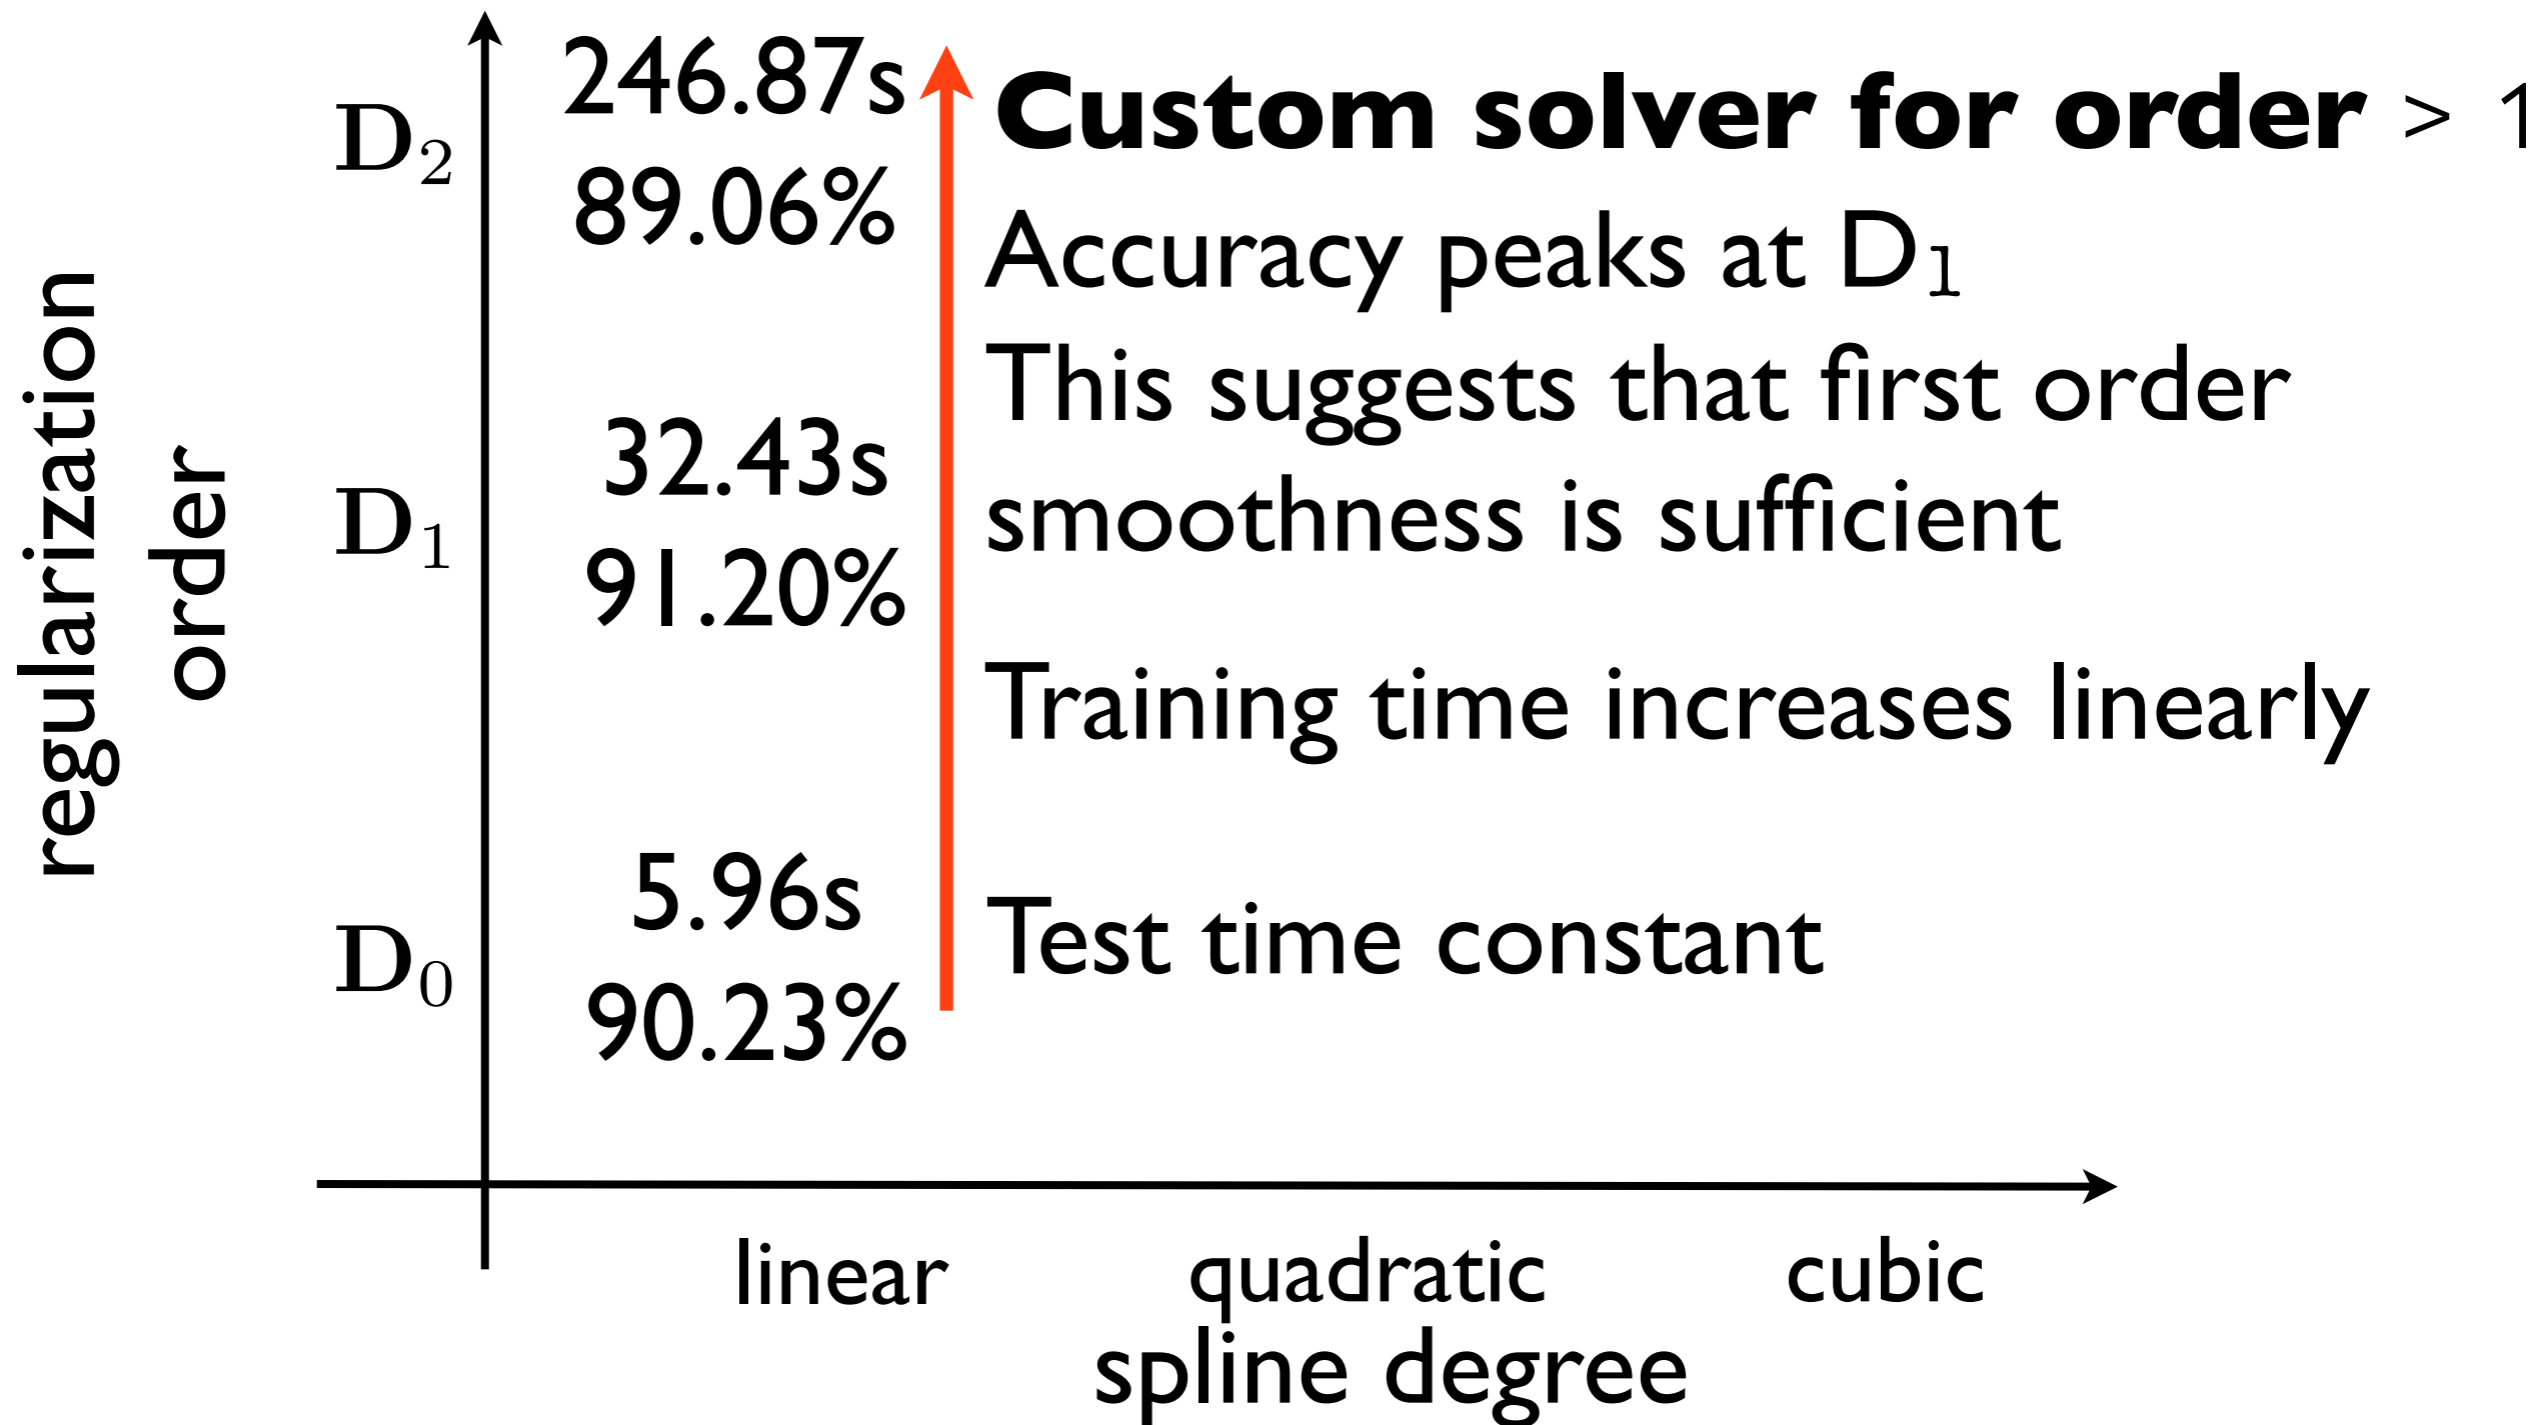 246.87s
89.06%
D2
Custom solver for order > 1
Accuracy peaks at D1
This suggests that first order
smoothness is sufficient
32.43s
91.20%
D1
Training time increases linearly
5.96s
90.23%
D0
Test time constant
regularization
order
linear
quadratic
cubic
spline degree